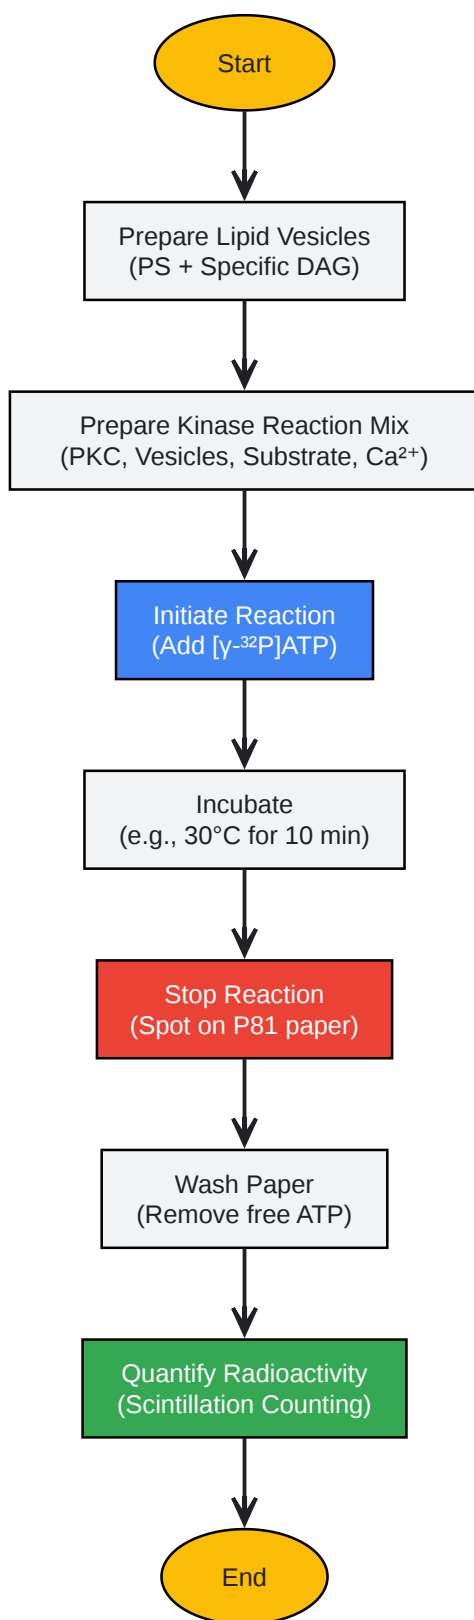 Start
Prepare Lipid Vesicles
(PS + Specific DAG)
Prepare Kinase Reaction Mix
(PKC, Vesicles, Substrate, Ca²⁺)
Initiate Reaction
(Add [γ-³²P]ATP)
Incubate
(e.g., 30°C for 10 min)
Stop Reaction
(Spot on P81 paper)
Wash Paper
(Remove free ATP)
Quantify Radioactivity
(Scintillation Counting)
End